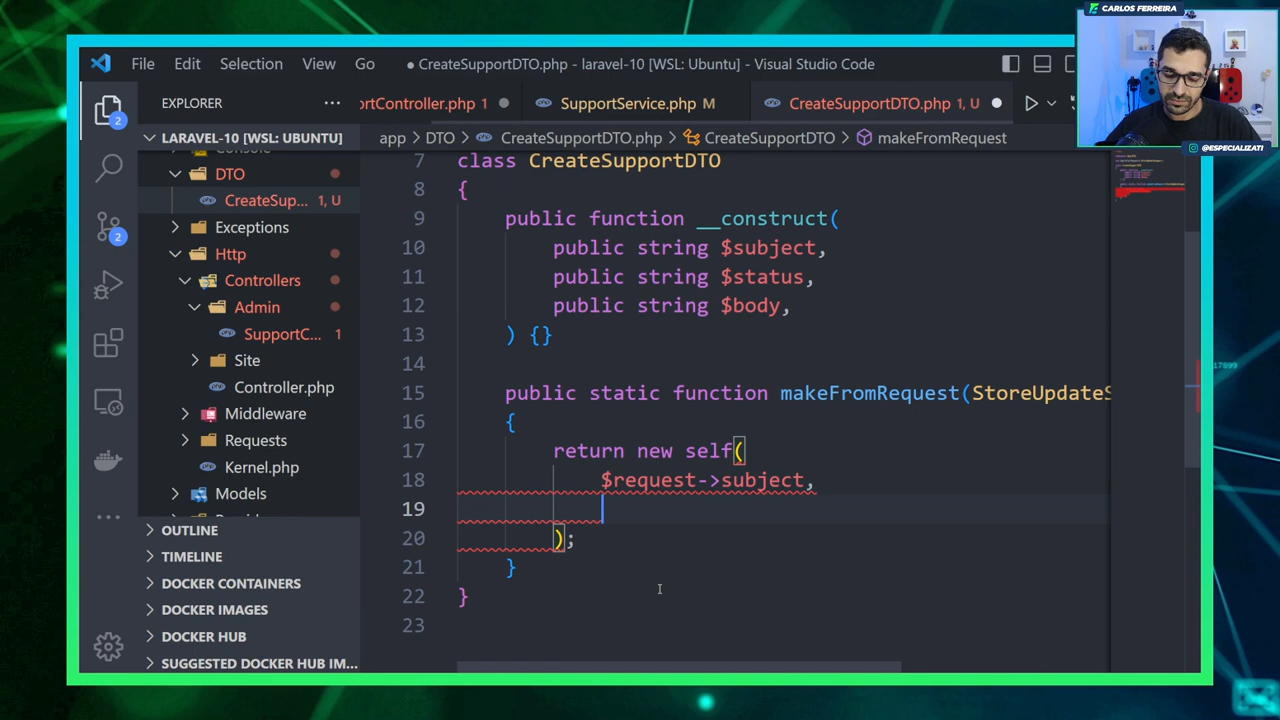 CARLOS FERREIRA
@ESPECIALIZATI
File Edit Selection View Go
● CreateSupportDTO.php - laravel-10 [WSL: Ubuntu] - Visual Studio Code
EXPLORER ···
ortController.php 1 ●
SupportService.php M
CreateSupportDTO.php 1, U ●
LARAVEL-10 [WSL: UBUNTU]
app > DTO > CreateSupportDTO.php > CreateSupportDTO > makeFromRequest
2
2
Console
DTO
CreateSup... 1, U
Exceptions
Http
Controllers
Admin
SupportC... 1
Site
Controller.php
Middleware
Requests
Kernel.php
Models
OUTLINE
TIMELINE
DOCKER CONTAINERS
DOCKER IMAGES
DOCKER HUB
SUGGESTED DOCKER HUB IM...
7 class CreateSupportDTO
8 {
9 public function __construct(
10 public string $subject,
11 public string $status,
12 public string $body,
13 ) {}
14
15 public static function makeFromRequest(StoreUpdateS
16 {
17 return new self(
18 $request->subject,
19
20 );
21 }
22 }
23
17899